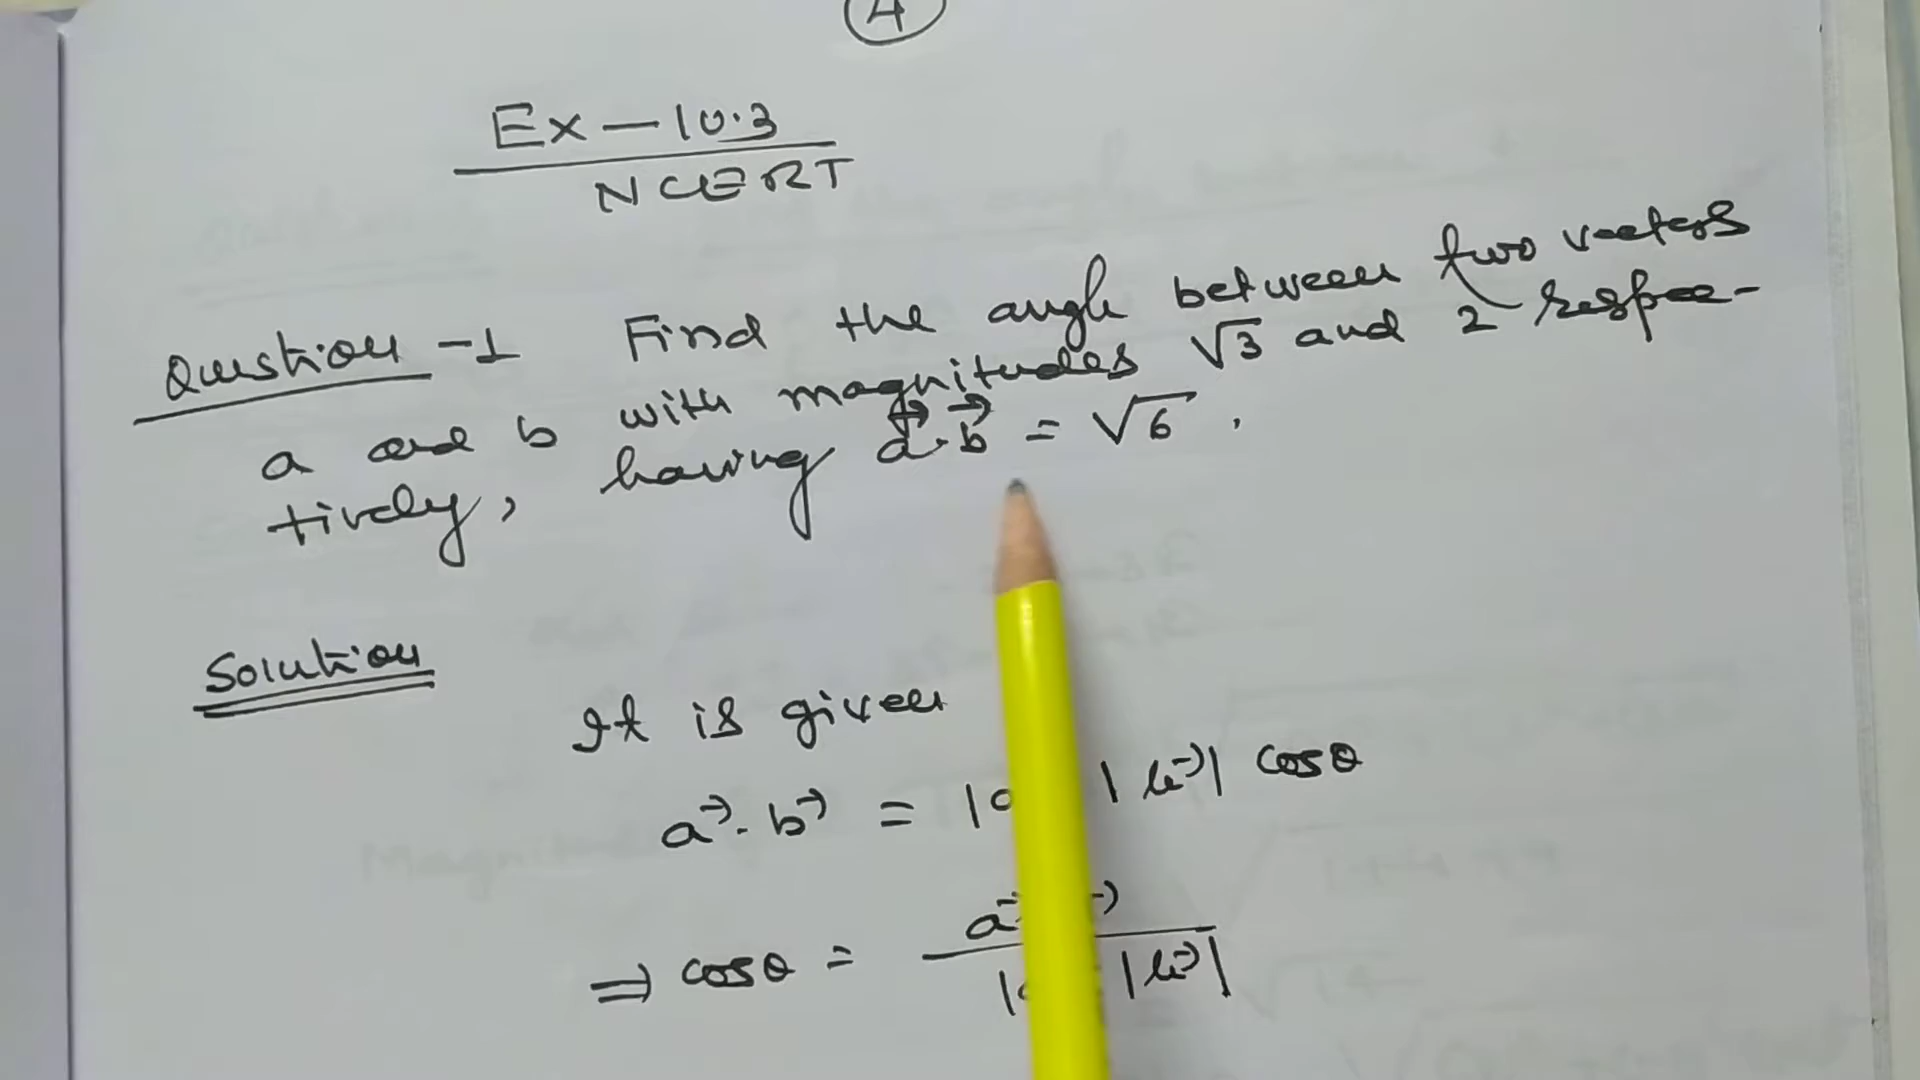 4
Ex - 10.3
NCERT
Question -1 Find the angle between two vectors
a and b with magnitudes √3 and 2 respec-
tively, having a⃗·b⃗ = √6 .
Solution
It is given
a⃗·b⃗ = | |b⃗| cosθ
⇒ cosθ = a⃗ / |b⃗|